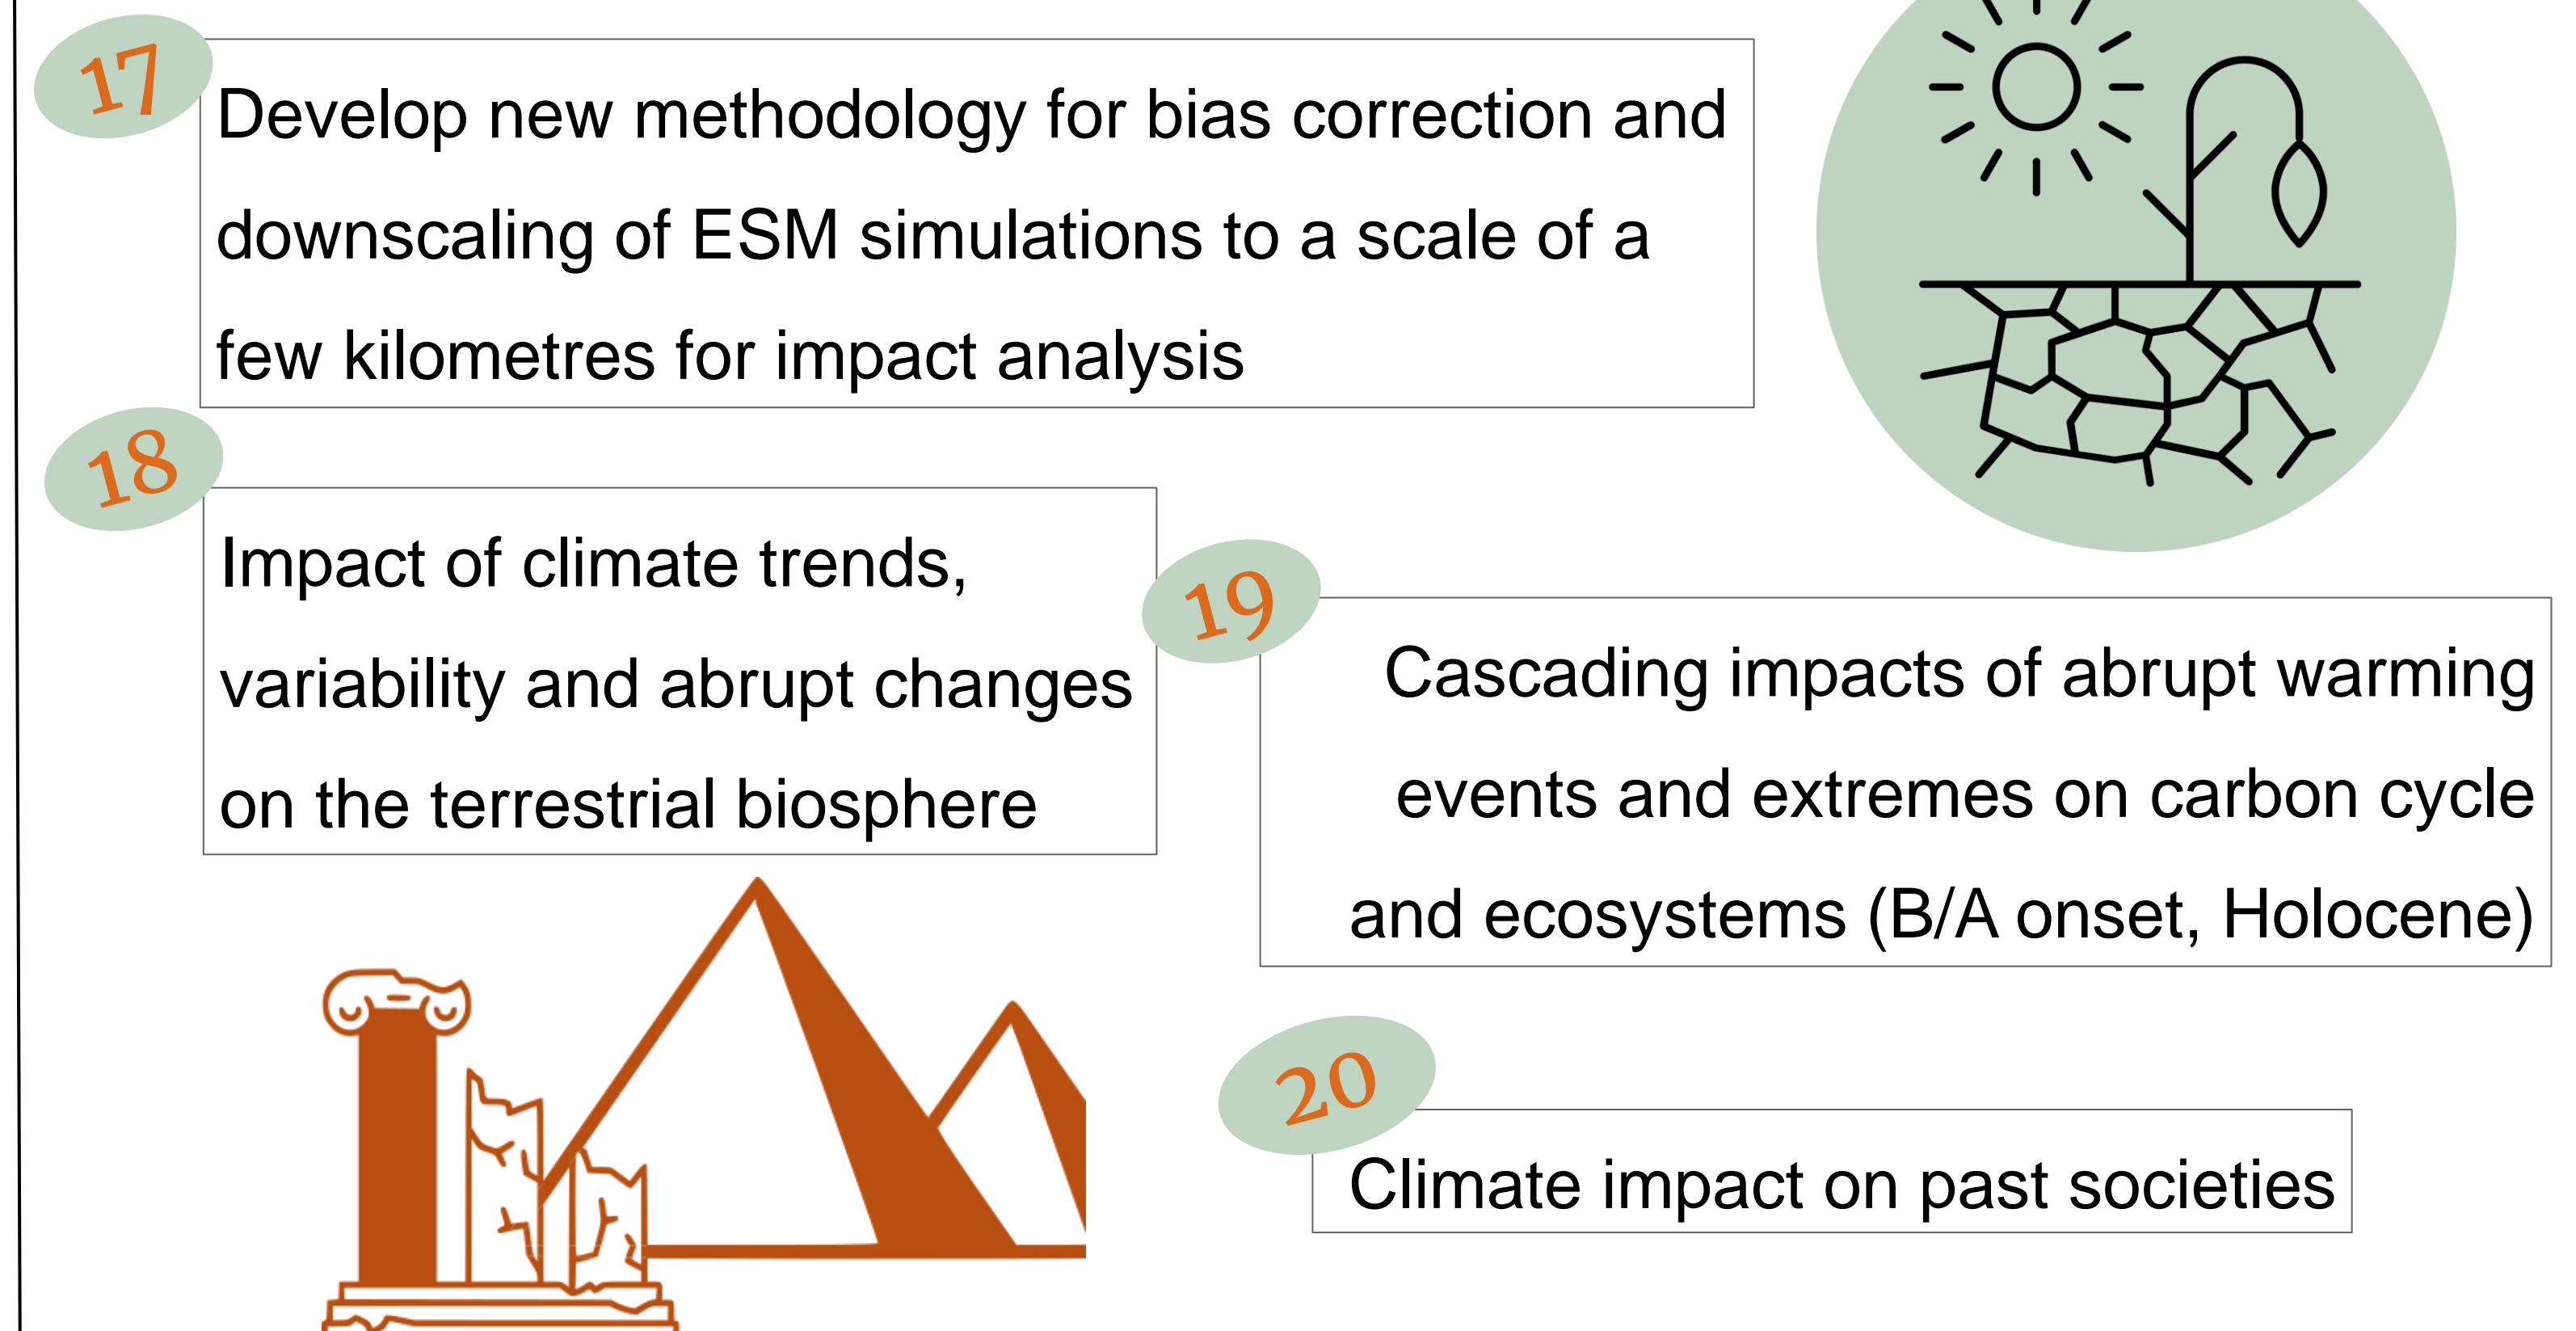 17
Develop new methodology for bias correction and
downscaling of ESM simulations to a scale of a
few kilometres for impact analysis
18
Impact of climate trends,
variability and abrupt changes
on the terrestrial biosphere
19
Cascading impacts of abrupt warming
events and extremes on carbon cycle
and ecosystems (B/A onset, Holocene)
20
Climate impact on past societies